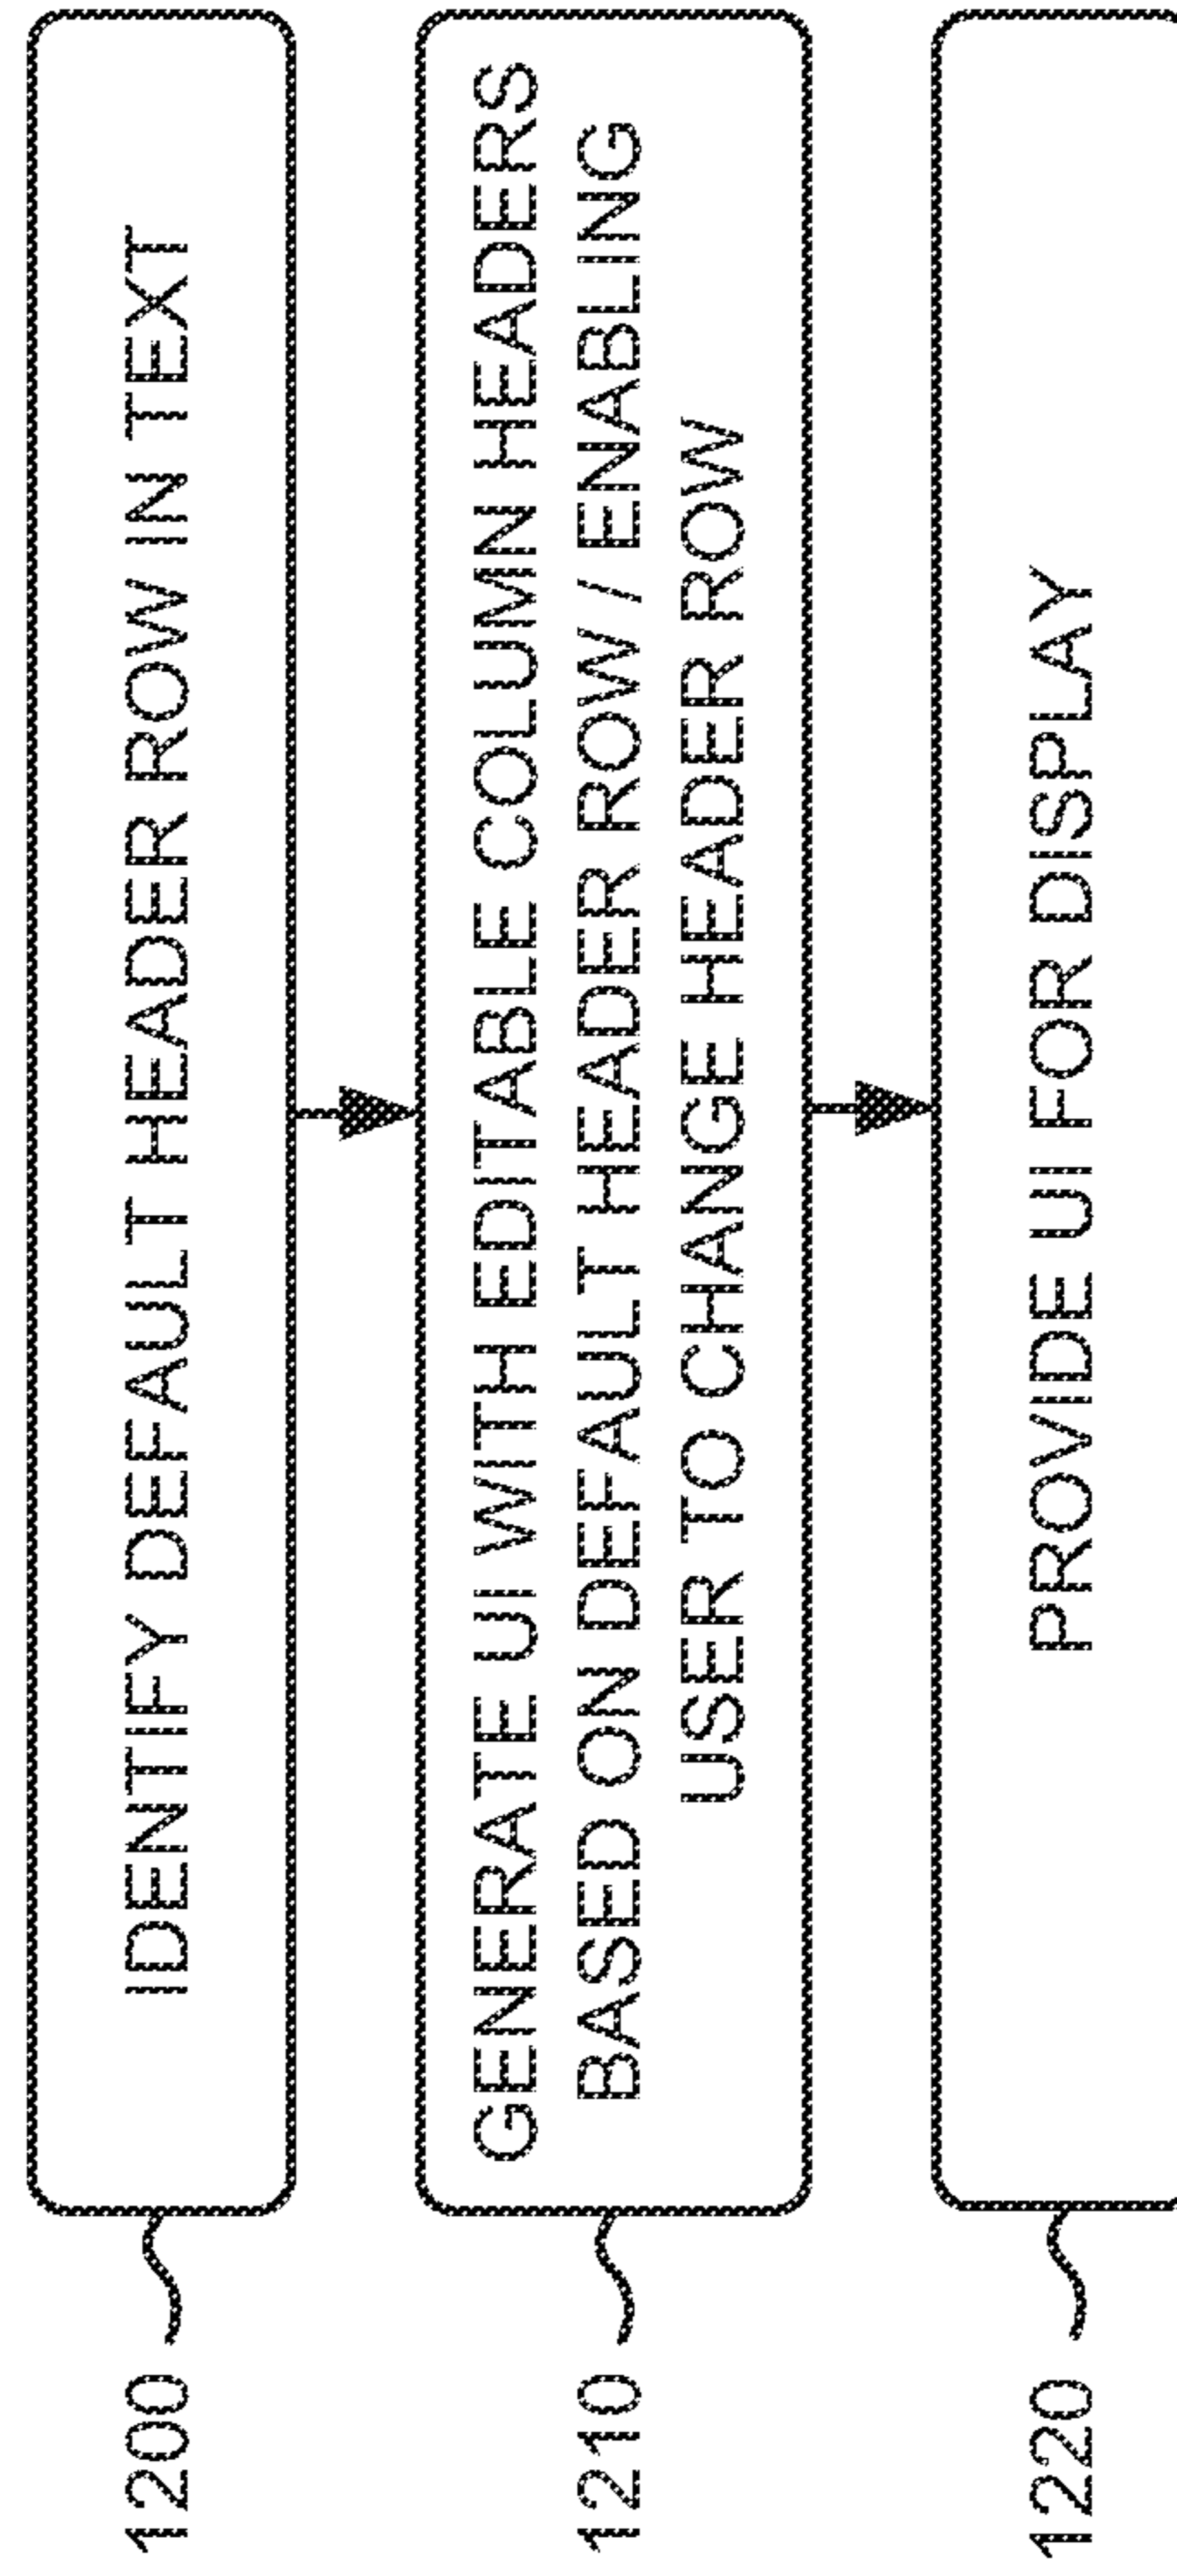 1200
IDENTIFY DEFAULT HEADER ROW IN TEXT
1210
GENERATE UI WITH EDITABLE COLUMN HEADERS
BASED ON DEFAULT HEADER ROW / ENABLING
USER TO CHANGE HEADER ROW
1220
PROVIDE UI FOR DISPLAY